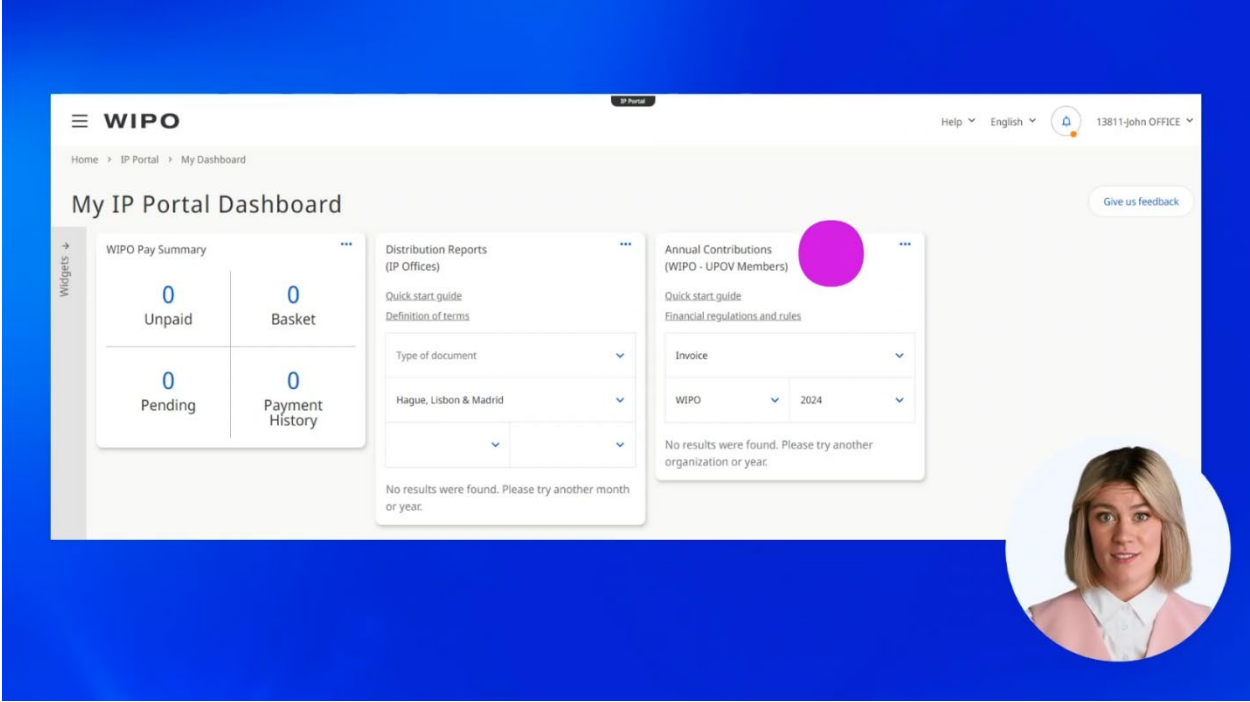 IP Portal
WIPO
Help
English
13811-John OFFICE
Home > IP Portal > My Dashboard
My IP Portal Dashboard
Give us feedback
Widgets
WIPO Pay Summary
0
Unpaid
0
Basket
0
Pending
0
Payment
History
Distribution Reports
(IP Offices)
Quick start guide
Definition of terms
Type of document
Hague, Lisbon & Madrid
No results were found. Please try another month
or year.
Annual Contributions
(WIPO - UPOV Members)
Quick start guide
Financial regulations and rules
Invoice
WIPO
2024
No results were found. Please try another
organization or year.